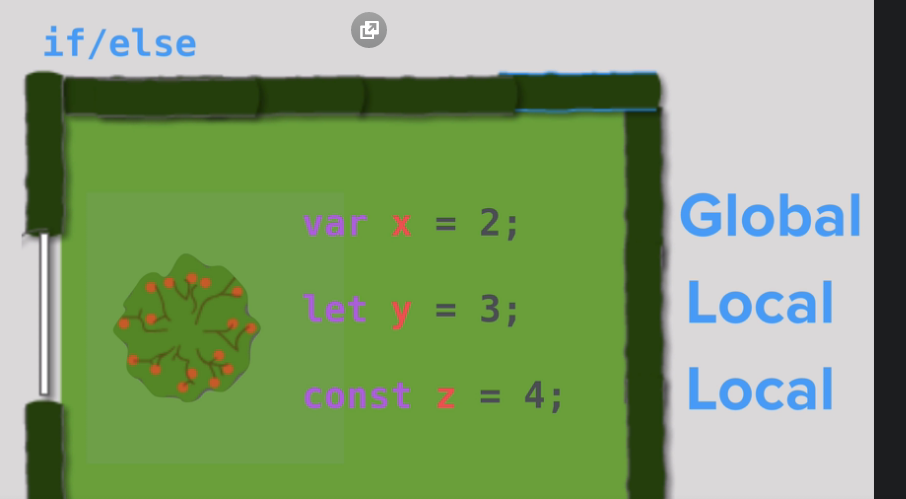 if/else
var x = 2; Global
let y = 3; Local
const z = 4; Local